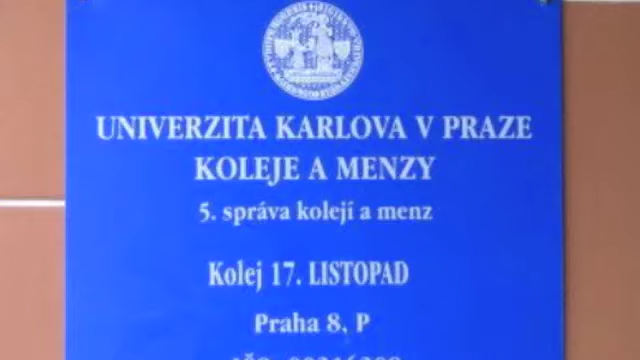 UNIVERZITA KARLOVA V PRAZE
KOLEJE A MENZY
5. správa kolejí a menz
Kolej 17. LISTOPAD
Praha 8, P